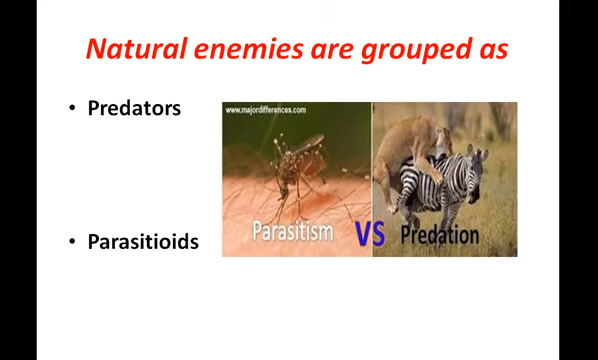 Natural enemies are grouped as
• Predators
www.majordifferences.com
Parasitism VS Predation
• Parasitioids